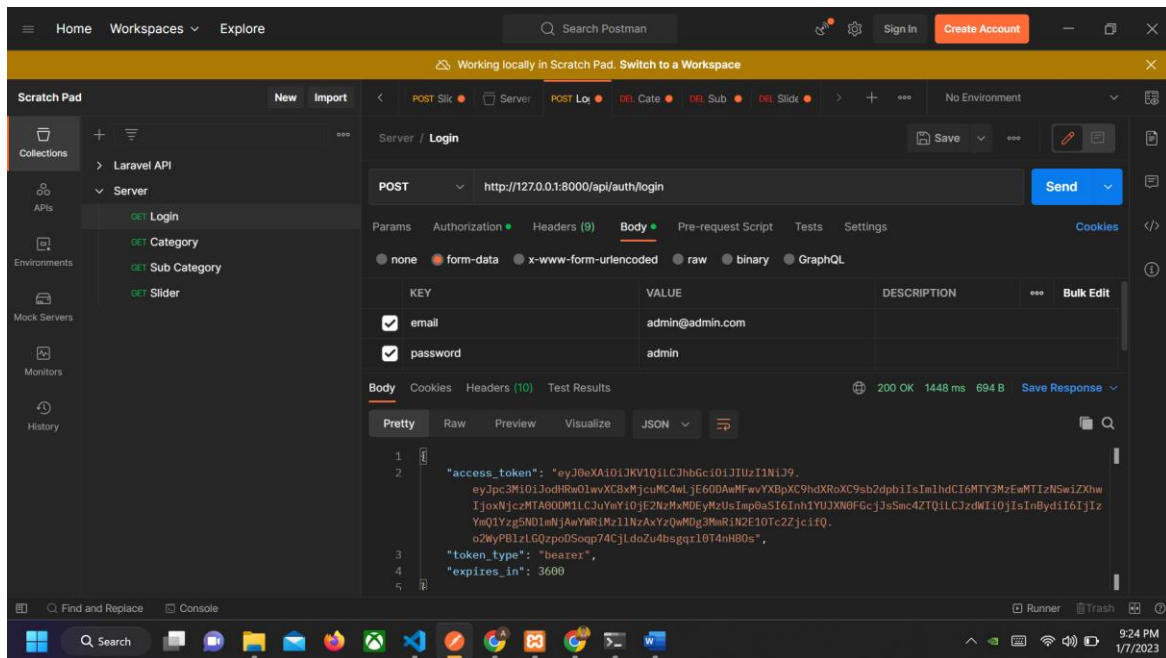 Home Workspaces Explore Search Postman Sign In Create Account
Working locally in Scratch Pad. Switch to a Workspace
Scratch Pad New Import
POST Slic Server POST Log DEL Cate DEL Sub DEL Slide No Environment
Collections
APIs
Environments
Mock Servers
Monitors
History
Laravel API
Server
GET Login
GET Category
GET Sub Category
GET Slider
Server / Login Save
POST http://127.0.0.1:8000/api/auth/login Send
Params Authorization Headers (9) Body Pre-request Script Tests Settings Cookies
none form-data x-www-form-urlencoded raw binary GraphQL
KEY VALUE DESCRIPTION Bulk Edit
email admin@admin.com
password admin
Body Cookies Headers (10) Test Results 200 OK 1448 ms 694 B Save Response
Pretty Raw Preview Visualize JSON
1 {
2 "access_token": "eyJ0eXAiOiJKV1QiLCJhbGciOiJIUzI1NiJ9.
3 "token_type": "bearer",
4 "expires_in": 3600
5 }
Find and Replace Console Runner Trash
Search 9:24 PM
1/7/2023